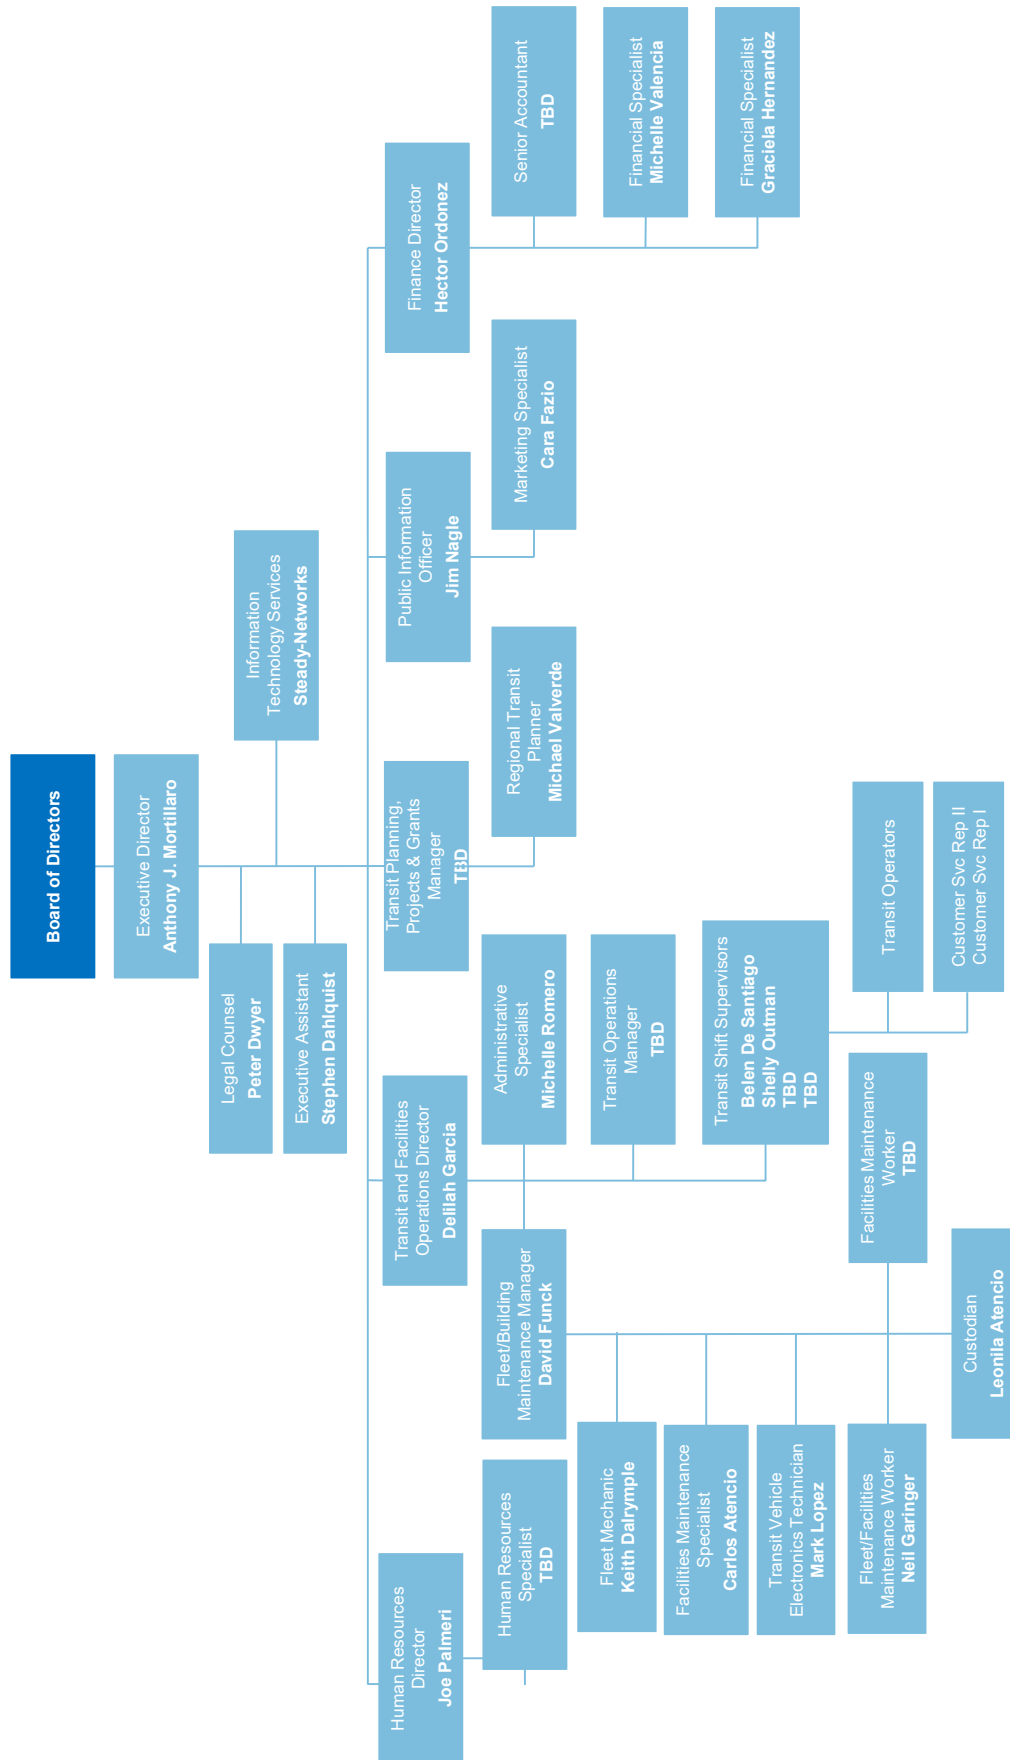 Board of Directors
Executive Director
Anthony J. Mortillaro
Legal Counsel
Peter Dwyer
Information
Technology Services
Steady-Networks
Executive Assistant
Stephen Dahlquist
Human Resources
Director
Joe Palmeri
Transit and Facilities
Operations Director
Delilah Garcia
Transit Planning,
Projects & Grants
Manager
TBD
Public Information
Officer
Jim Nagle
Finance Director
Hector Ordonez
Human Resources
Specialist
TBD
Fleet/Building
Maintenance Manager
David Funck
Administrative
Specialist
Michelle Romero
Regional Transit
Planner
Michael Valverde
Marketing Specialist
Cara Fazio
Senior Accountant
TBD
Fleet Mechanic
Keith Dalrymple
Transit Operations
Manager
TBD
Financial Specialist
Michelle Valencia
Facilities Maintenance
Specialist
Carlos Atencio
Transit Shift Supervisors
Belen De Santiago
Shelly Outman
TBD
TBD
Financial Specialist
Graciela Hernandez
Transit Vehicle
Electronics Technician
Mark Lopez
Fleet/Facilities
Maintenance Worker
Neil Garinger
Facilities Maintenance
Worker
TBD
Transit Operators
Custodian
Leonila Atencio
Customer Svc Rep II
Customer Svc Rep I